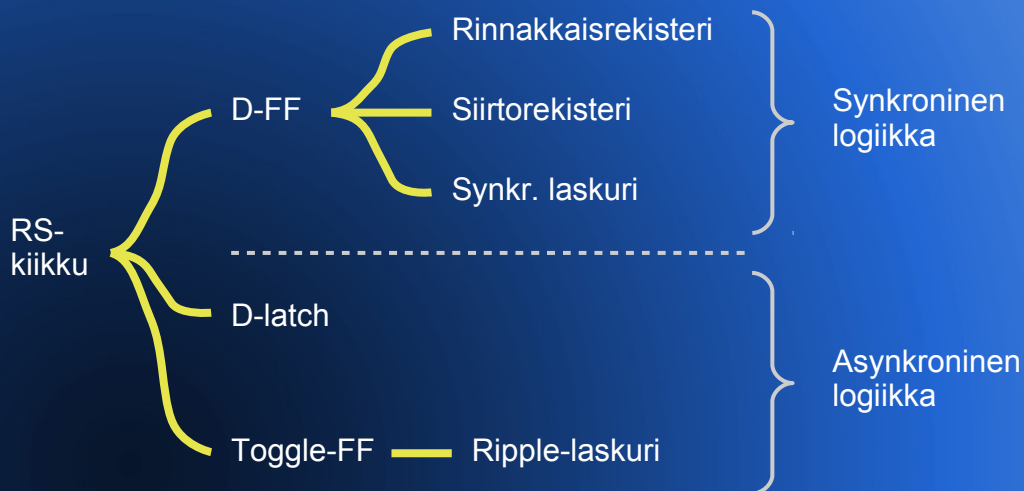 Rinnakkaisrekisteri
D-FF
Siirtorekisteri
Synkroninen
logiikka
Synkr. laskuri
RS-
kiikku
D-latch
Asynkroninen
logiikka
Toggle-FF
Ripple-laskuri